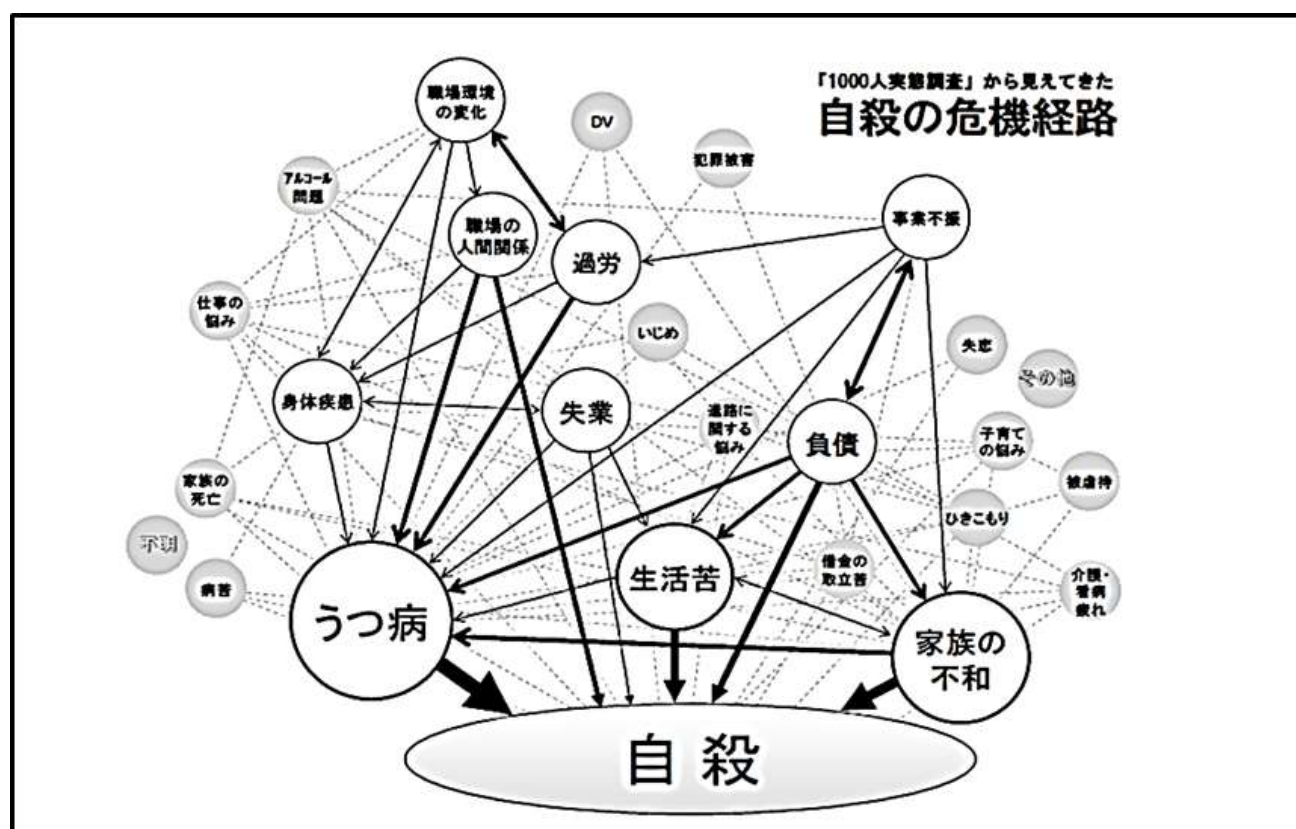 「1000人実態調査」から見えてきた
自殺の危機経路
職場環境
の変化
DV
犯罪被害
アルコール
問題
職場の
人間関係
過労
事業不振
仕事の
悩み
いじめ
失恋
その他
身体疾患
失業
進路に
関する
悩み
負債
子育て
の悩み
家族の
死亡
被虐待
ひきこもり
不明
病苦
うつ病
生活苦
借金の
取立苦
介護・
看病
疲れ
家族の
不和
自殺